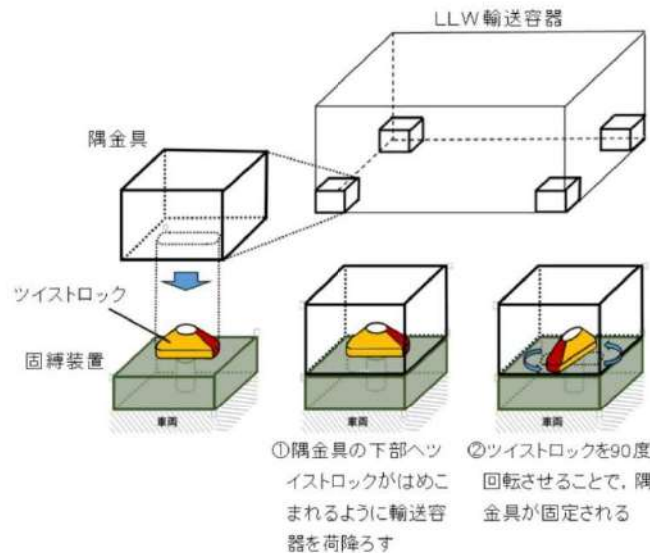 LLW輸送容器
隅金具
ツイストロック
固縛装置
車両
車両
車両
①隅金具の下部へツ
イストロックがはめこ
まれるように輸送容
器を荷降ろす
②ツイストロックを90度
回転させることで，隅
金具が固定される